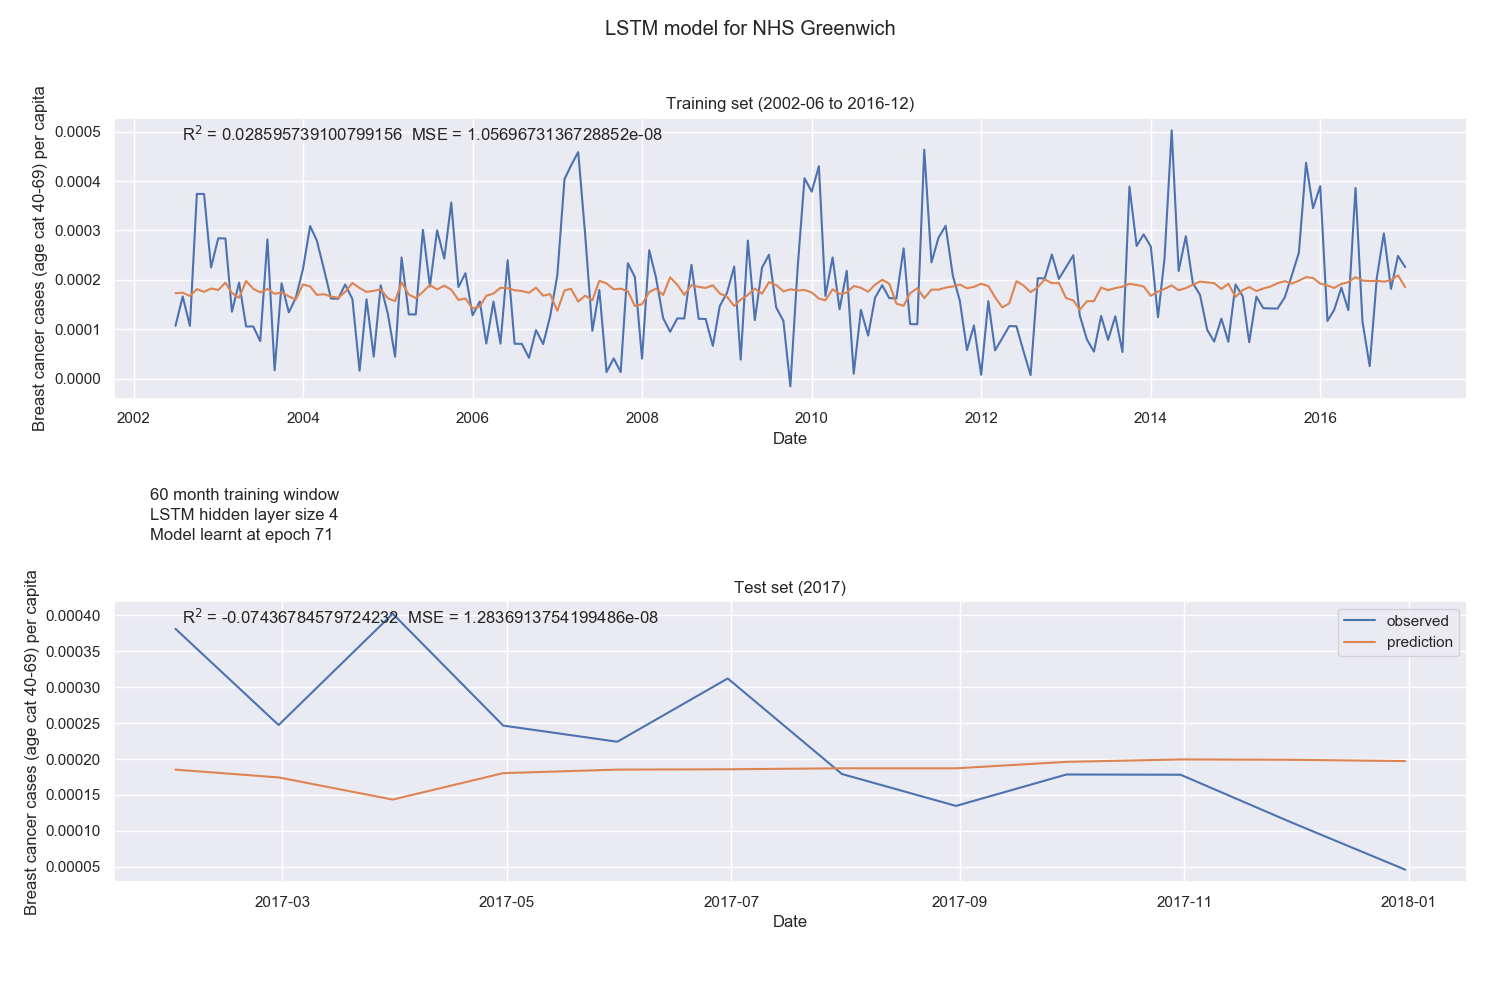 LSTM model for NHS Greenwich
Training set (2002-06 to 2016-12)
R² = 0.028595739100799156  MSE = 1.0569673136728852e-08
Breast cancer cases (age cat 40-69) per capita
0.0005
0.0004
0.0003
0.0002
0.0001
0.0000
2002 2004 2006 2008 2010 2012 2014 2016
Date
60 month training window
LSTM hidden layer size 4
Model learnt at epoch 71
Test set (2017)
R² = -0.07436784579724232  MSE = 1.2836913754199486e-08
observed
prediction
Breast cancer cases (age cat 40-69) per capita
0.00040
0.00035
0.00030
0.00025
0.00020
0.00015
0.00010
0.00005
2017-03 2017-05 2017-07 2017-09 2017-11 2018-01
Date